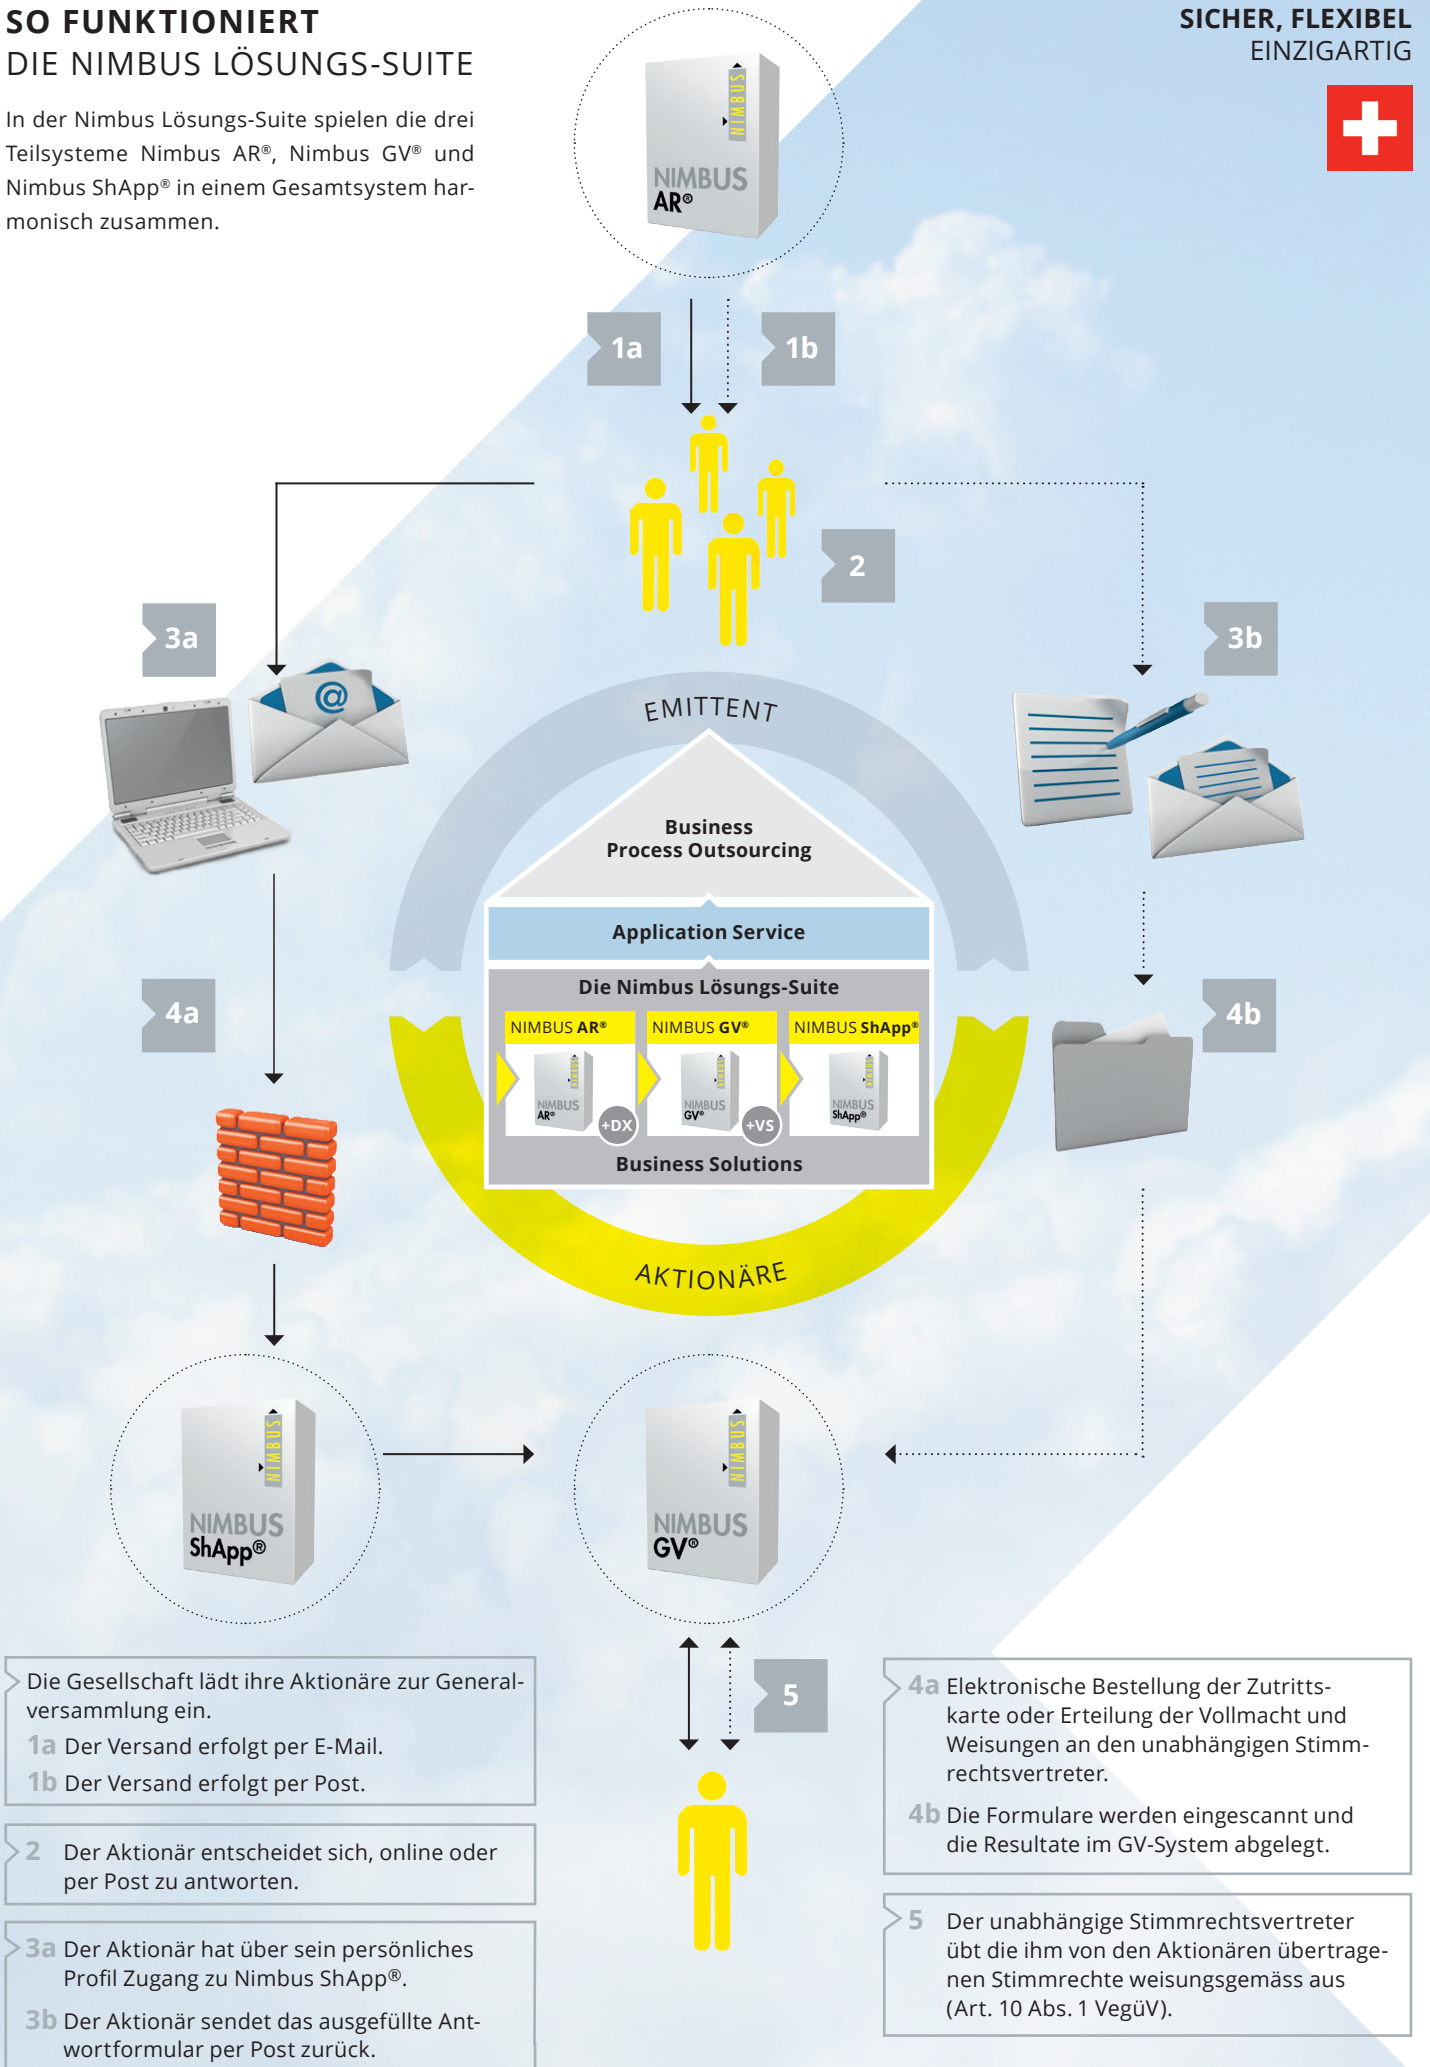 SO FUNKTIONIERT
DIE NIMBUS LÖSUNGS-SUITE
In der Nimbus Lösungs-Suite spielen die drei
Teilsysteme Nimbus AR®, Nimbus GV® und
Nimbus ShApp® in einem Gesamtsystem har-
monisch zusammen.
SICHER, FLEXIBEL
EINZIGARTIG
NIMBUS
NIMBUS
AR®
1a
1b
2
3a
3b
@
EMITTENT
Business
Process Outsourcing
Application Service
Die Nimbus Lösungs-Suite
NIMBUS AR®
NIMBUS GV®
NIMBUS ShApp®
NIMBUS
NIMBUS
AR®
+DX
NIMBUS
NIMBUS
GV®
+VS
NIMBUS
NIMBUS
ShApp®
Business Solutions
AKTIONÄRE
4a
4b
NIMBUS
NIMBUS
ShApp®
NIMBUS
NIMBUS
GV®
5
Die Gesellschaft lädt ihre Aktionäre zur General-
versammlung ein.
1a Der Versand erfolgt per E-Mail.
1b Der Versand erfolgt per Post.
2 Der Aktionär entscheidet sich, online oder
per Post zu antworten.
3a Der Aktionär hat über sein persönliches
Profil Zugang zu Nimbus ShApp®.
3b Der Aktionär sendet das ausgefüllte Ant-
wortformular per Post zurück.
4a Elektronische Bestellung der Zutritts-
karte oder Erteilung der Vollmacht und
Weisungen an den unabhängigen Stimm-
rechtsvertreter.
4b Die Formulare werden eingescannt und
die Resultate im GV-System abgelegt.
5 Der unabhängige Stimmrechtsvertreter
übt die ihm von den Aktionären übertrage-
nen Stimmrechte weisungsgemäss aus
(Art. 10 Abs. 1 VegüV).